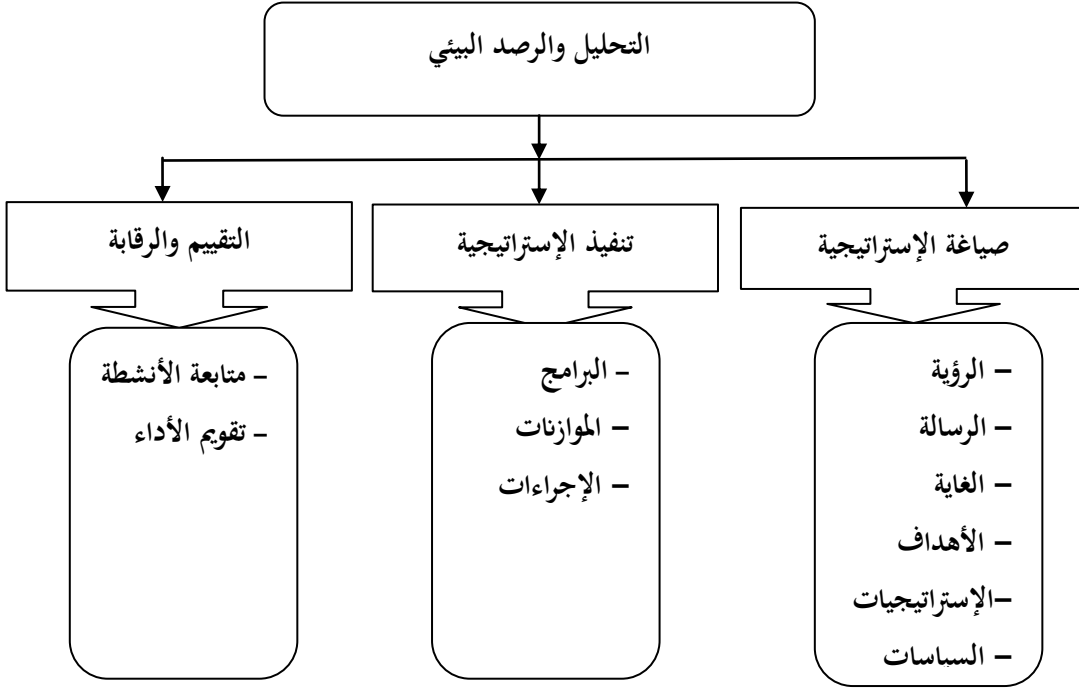 التحليل والرصد البيئي
صياغة الإستراتيجية
تنفيذ الإستراتيجية
التقييم والرقابة
– الرؤية
– الرسالة
– الغاية
– الأهداف
–الإستراتيجيات
– السياسات
- البرامج
– الموازنات
– الإجراءات
- متابعة الأنشطة
- تقويم الأداء